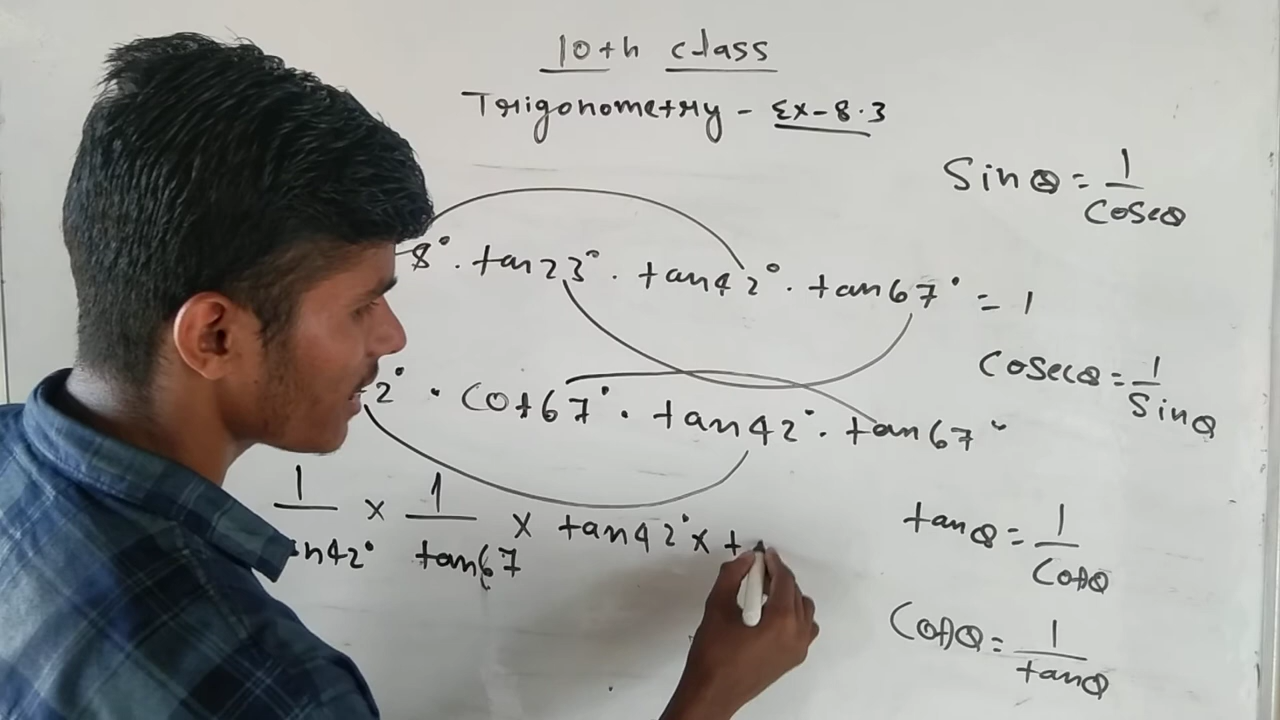 10th class
Trigonometry - Ex-8.3
Sinθ = 1/Cosecθ
8° . tan23° . tan42° . tan67° = 1
Cosecθ = 1/Sinθ
2° . Cot67° . tan42° . tan67°
1/an42° × 1/tan67 × tan42° × t
tanθ = 1/Cotθ
Cotθ = 1/tanθ